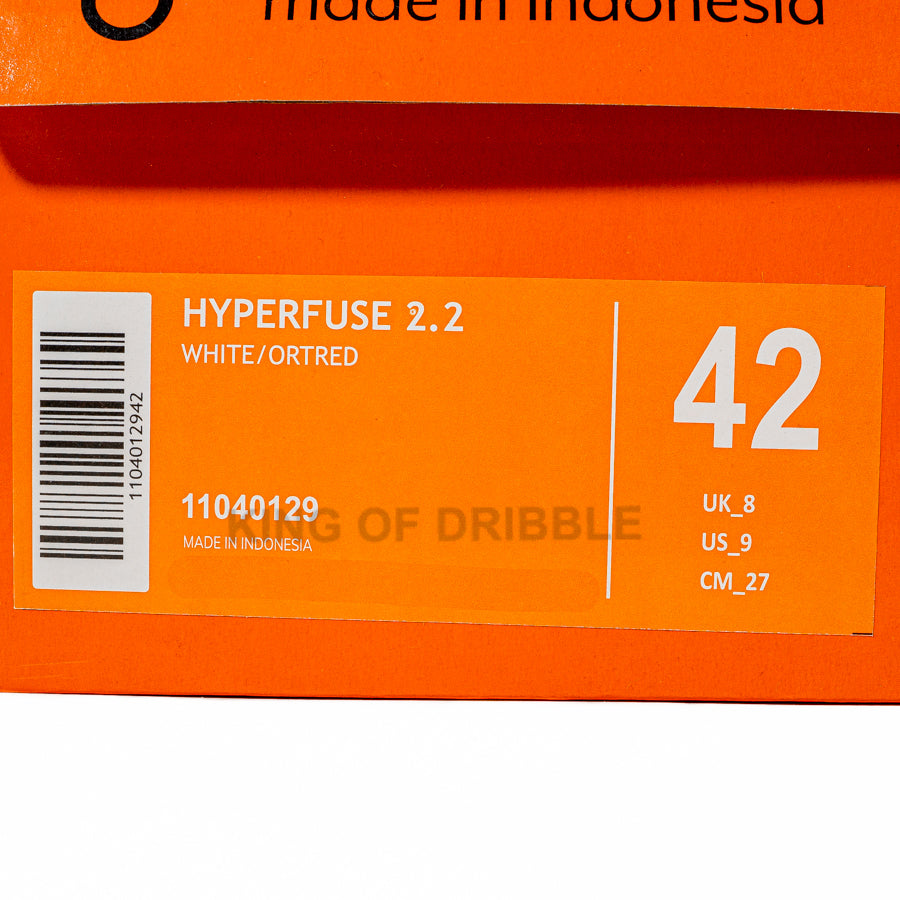 made in indonesia
HYPERFUSE 2.2
WHITE/ORTRED
1104012942
11040129
KING OF DRIBBLE
MADE IN INDONESIA
42
UK_8
US_9
CM_27